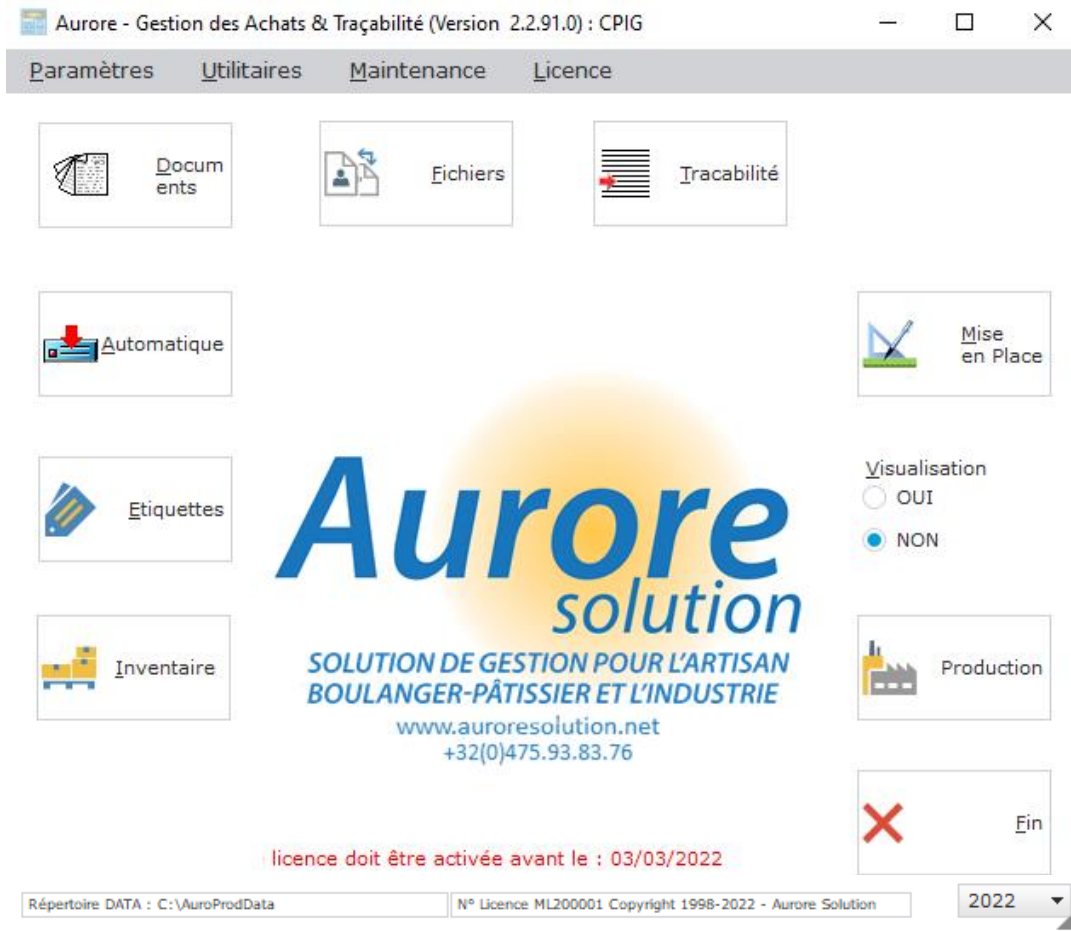 Aurore - Gestion des Achats & Traçabilité (Version 2.2.91.0) : CPIG
Paramètres Utilitaires Maintenance Licence
Docum
ents
Fichiers
Tracabilité
Automatique
Mise
en Place
Visualisation
OUI
NON
Etiquettes
Aurore
solution
SOLUTION DE GESTION POUR L'ARTISAN
BOULANGER-PÂTISSIER ET L'INDUSTRIE
www.auroresolution.net
+32(0)475.93.83.76
Inventaire
Production
Fin
licence doit être activée avant le : 03/03/2022
Répertoire DATA : C:\AuroProdData
N° Licence ML200001 Copyright 1998-2022 - Aurore Solution
2022